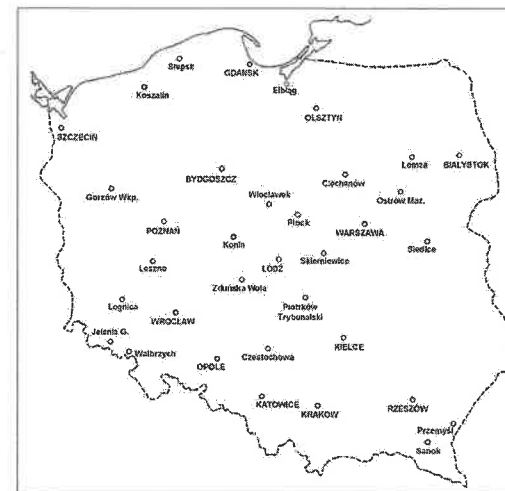 Słupsk
GDAŃSK
Koszalin
Elbląg
OLSZTYN
SZCZECIN
BYDGOSZCZ
Łomża
BIAŁYSTOK
Ciechanów
Gorzów Wkp.
Włocławek
Ostrów Maz.
Płock
POZNAŃ
WARSZAWA
Konin
Siedlce
Leszno
ŁÓDŹ
Skierniewice
Zduńska Wola
Legnica
Piotrków
Trybunalski
WROCŁAW
Jelenia G.
Wałbrzych
KIELCE
Częstochowa
OPOLE
KATOWICE
KRAKÓW
RZESZÓW
Przemyśl
Sanok